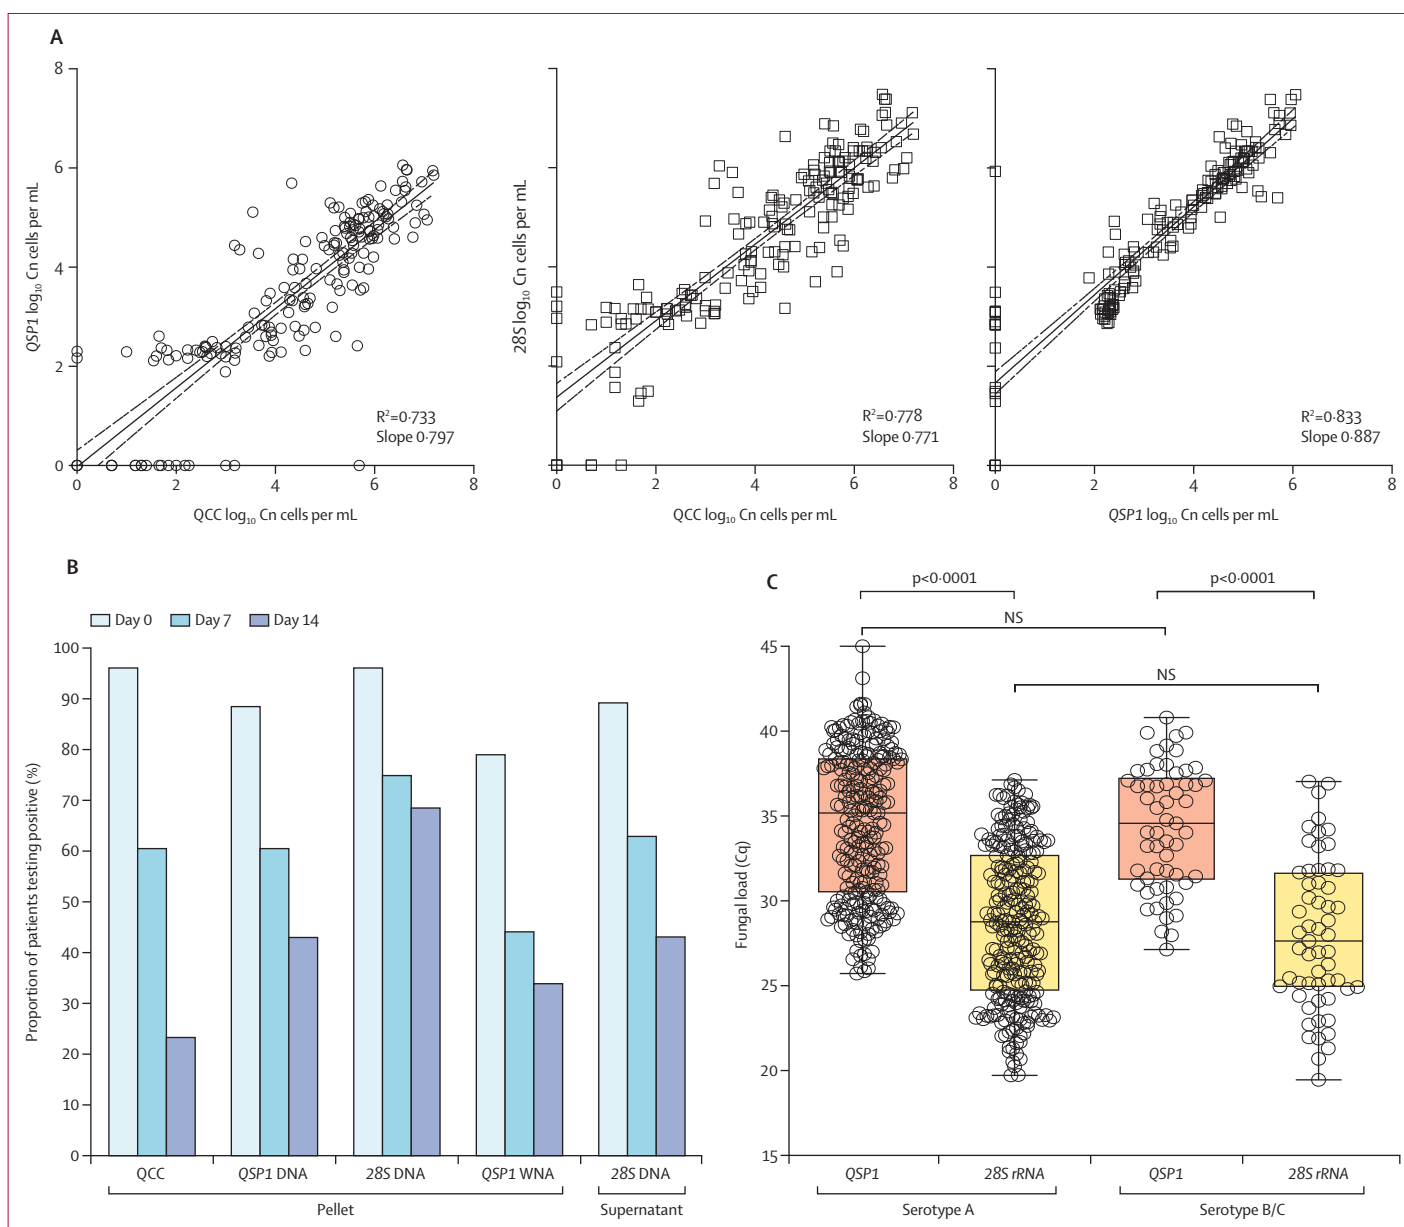 A
8
6
4
2
0
QSP1 log₁₀ Cn cells per mL
0 2 4 6 8
QCC log₁₀ Cn cells per mL
R²=0·733
Slope 0·797
28S log₁₀ Cn cells per mL
0 2 4 6 8
QCC log₁₀ Cn cells per mL
R²=0·778
Slope 0·771
0 2 4 6 8
QSP1 log₁₀ Cn cells per mL
R²=0·833
Slope 0·887
B
Day 0 Day 7 Day 14
100
90
80
70
60
50
40
30
20
10
0
Proportion of patients testing positive (%)
QCC QSP1 DNA 28S DNA QSP1 WNA 28S DNA
Pellet Supernatant
C
p<0·0001 p<0·0001
NS
NS
45
40
35
30
25
20
15
Fungal load (Cq)
QSP1 28S rRNA QSP1 28S rRNA
Serotype A Serotype B/C